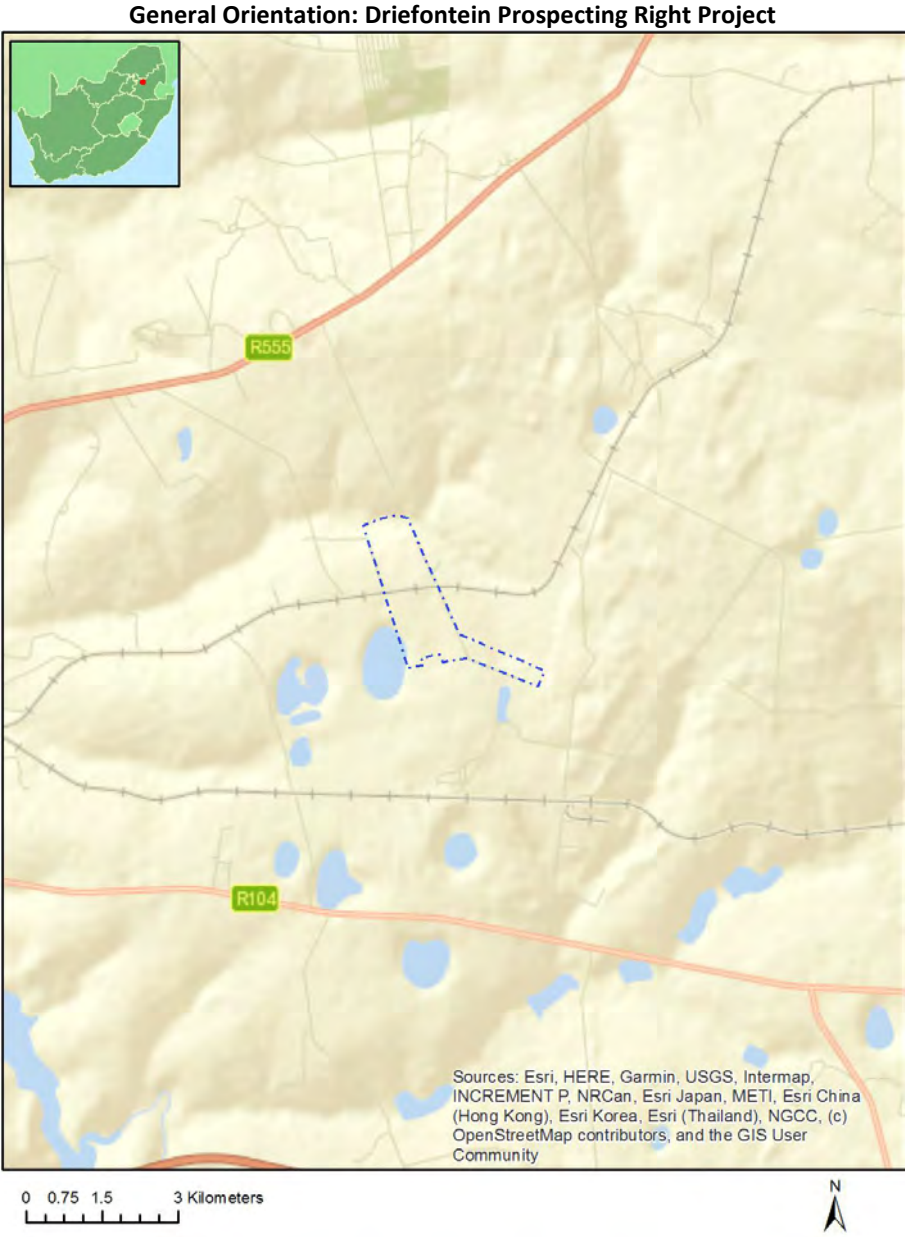 General Orientation: Driefontein Prospecting Right Project
R555
R104
Sources: Esri, HERE, Garmin, USGS, Intermap,
INCREMENT P, NRCan, Esri Japan, METI, Esri China
(Hong Kong), Esri Korea, Esri (Thailand), NGCC, (c)
OpenStreetMap contributors, and the GIS User
Community
0 0.75 1.5 3 Kilometers
N